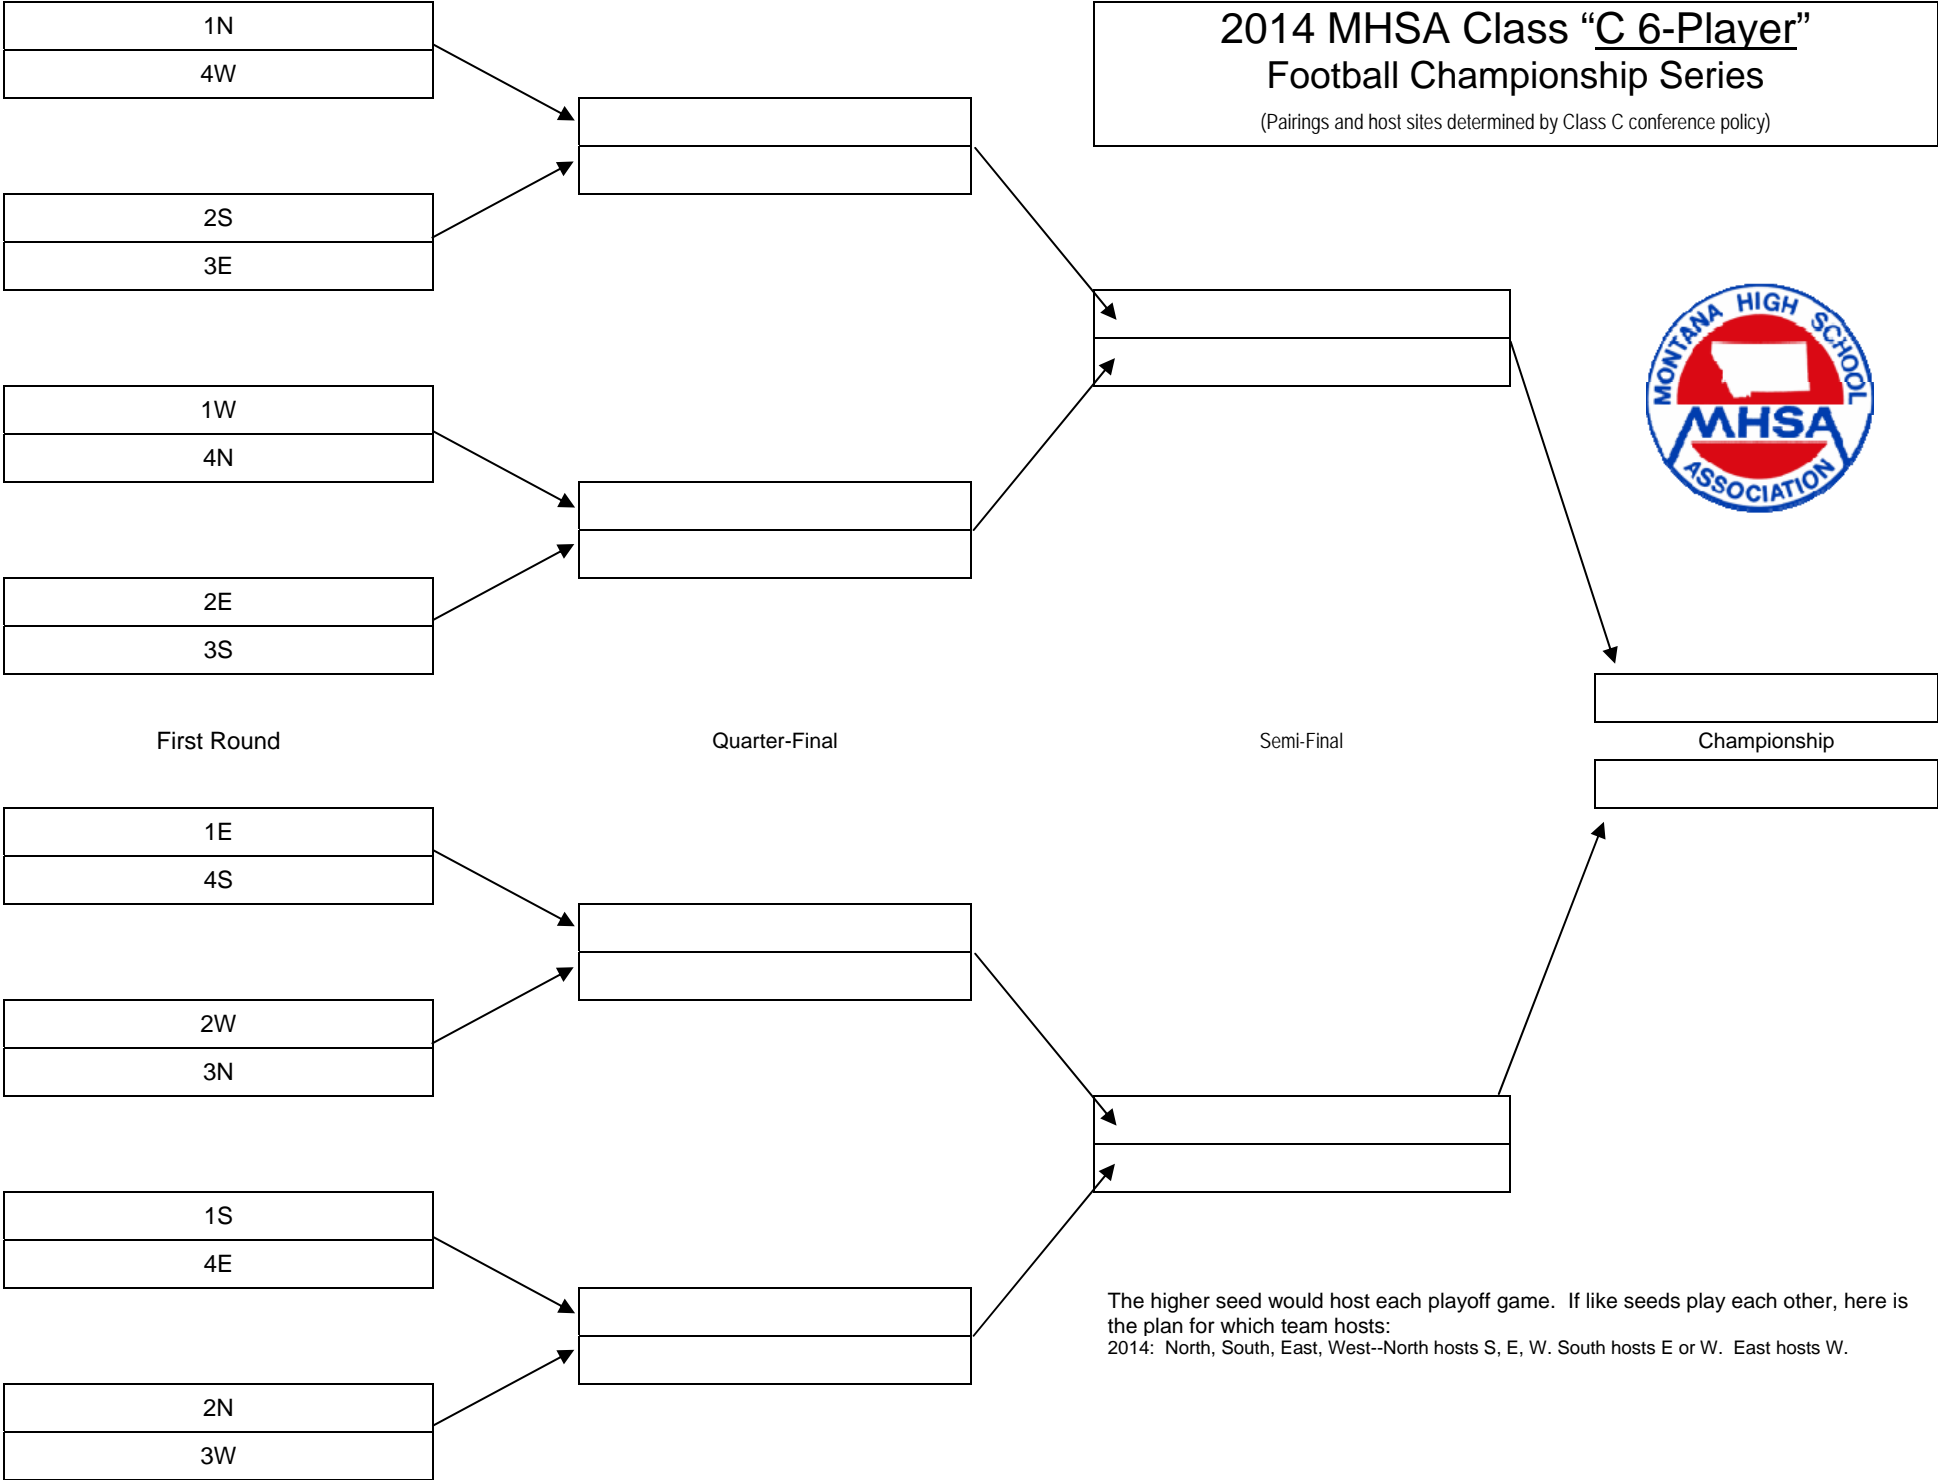 1N
4W
2014 MHSA Class “C 6-Player”
Football Championship Series
(Pairings and host sites determined by Class C conference policy)
2S
3E
MONTANA HIGH SCHOOL
MHSA
ASSOCIATION
1W
4N
2E
3S
First Round
Quarter-Final
Semi-Final
Championship
1E
4S
2W
3N
1S
4E
The higher seed would host each playoff game.  If like seeds play each other, here is
the plan for which team hosts:
2014:  North, South, East, West--North hosts S, E, W. South hosts E or W.  East hosts W.
2N
3W